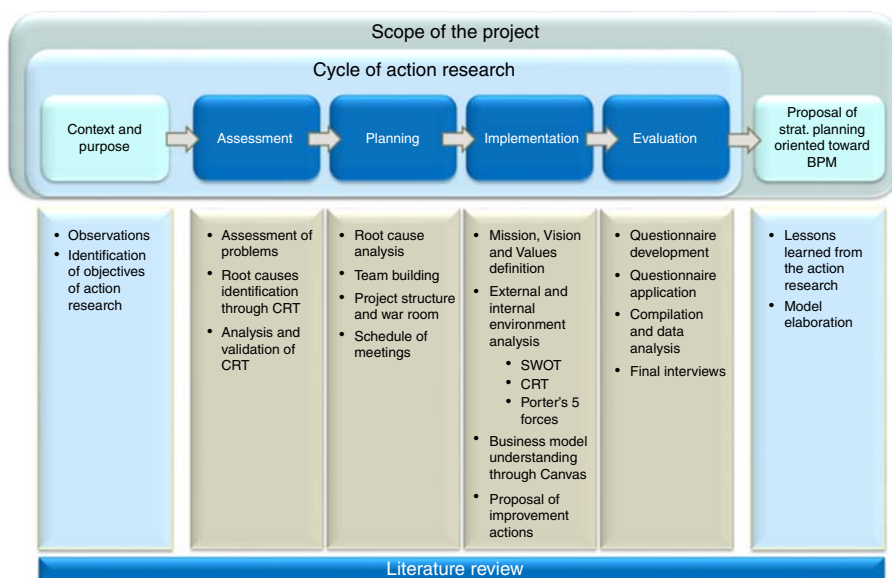 Scope of the project
Cycle of action research
Context and
purpose
Assessment
Planning
Implementation
Evaluation
Proposal of
strat. planning
oriented toward
BPM
• Observations
• Identification
of objectives
of action
research
• Assessment of
problems
• Root causes
identification
through CRT
• Analysis and
validation of
CRT
• Root cause
analysis
• Team building
• Project structure
and war room
• Schedule of
meetings
• Mission, Vision
and Values
definition
• External and
internal
environment
analysis
• SWOT
• CRT
• Porter's 5
forces
• Business model
understanding
through Canvas
• Proposal of
improvement
actions
• Questionnaire
development
• Questionnaire
application
• Compilation
and data
analysis
• Final interviews
• Lessons
learned from
the action
research
• Model
elaboration
Literature review